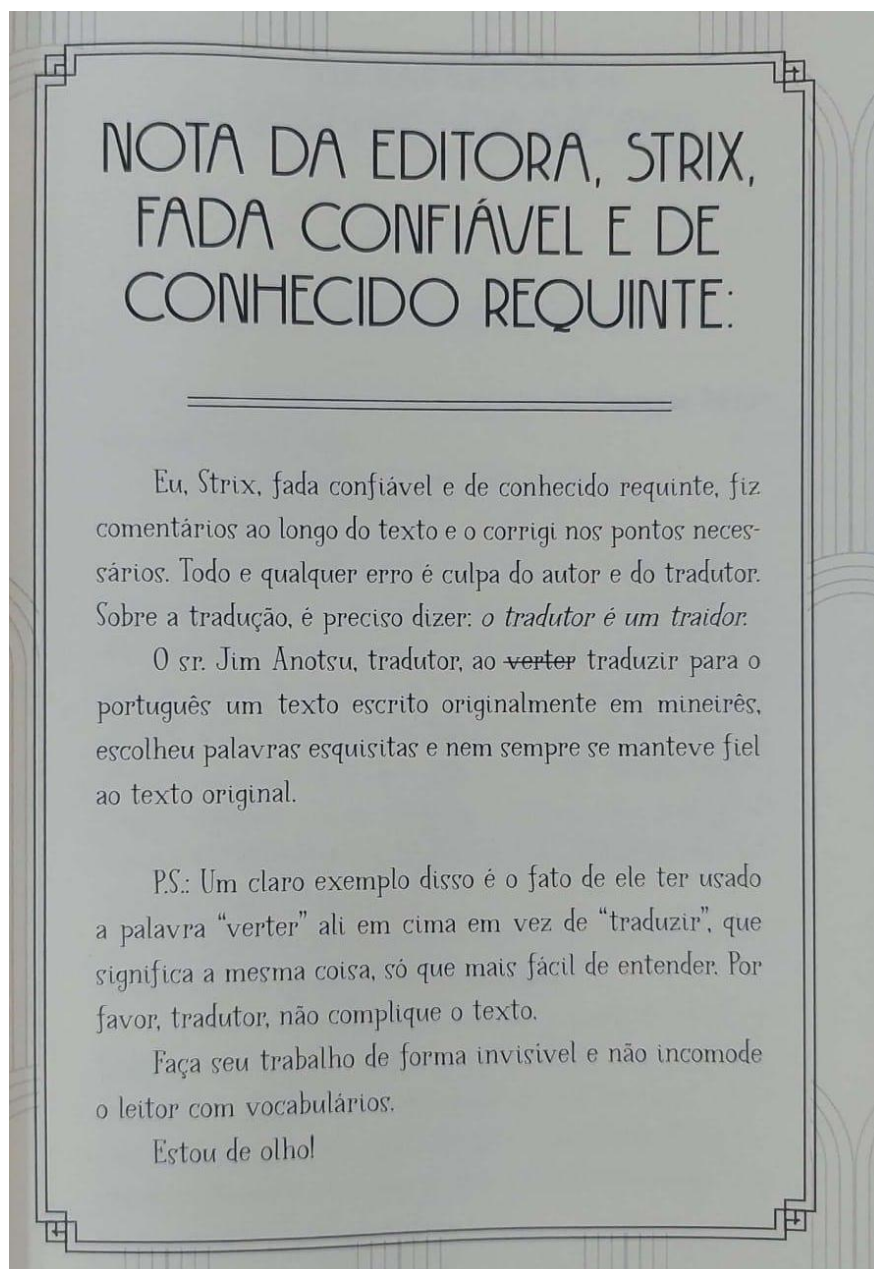 NOTA DA EDITORA, STRIX,
FADA CONFIÁVEL E DE
CONHECIDO REQUINTE:
Eu, Strix, fada confiável e de conhecido requinte, fiz
comentários ao longo do texto e o corrigi nos pontos neces-
sários. Todo e qualquer erro é culpa do autor e do tradutor.
Sobre a tradução, é preciso dizer: o tradutor é um traidor.
O sr. Jim Anotsu, tradutor, ao verter traduzir para o
português um texto escrito originalmente em mineirês,
escolheu palavras esquisitas e nem sempre se manteve fiel
ao texto original.
P.S.: Um claro exemplo disso é o fato de ele ter usado
a palavra “verter” ali em cima em vez de “traduzir”, que
significa a mesma coisa, só que mais fácil de entender. Por
favor, tradutor, não complique o texto.
Faça seu trabalho de forma invisível e não incomode
o leitor com vocabulários.
Estou de olho!